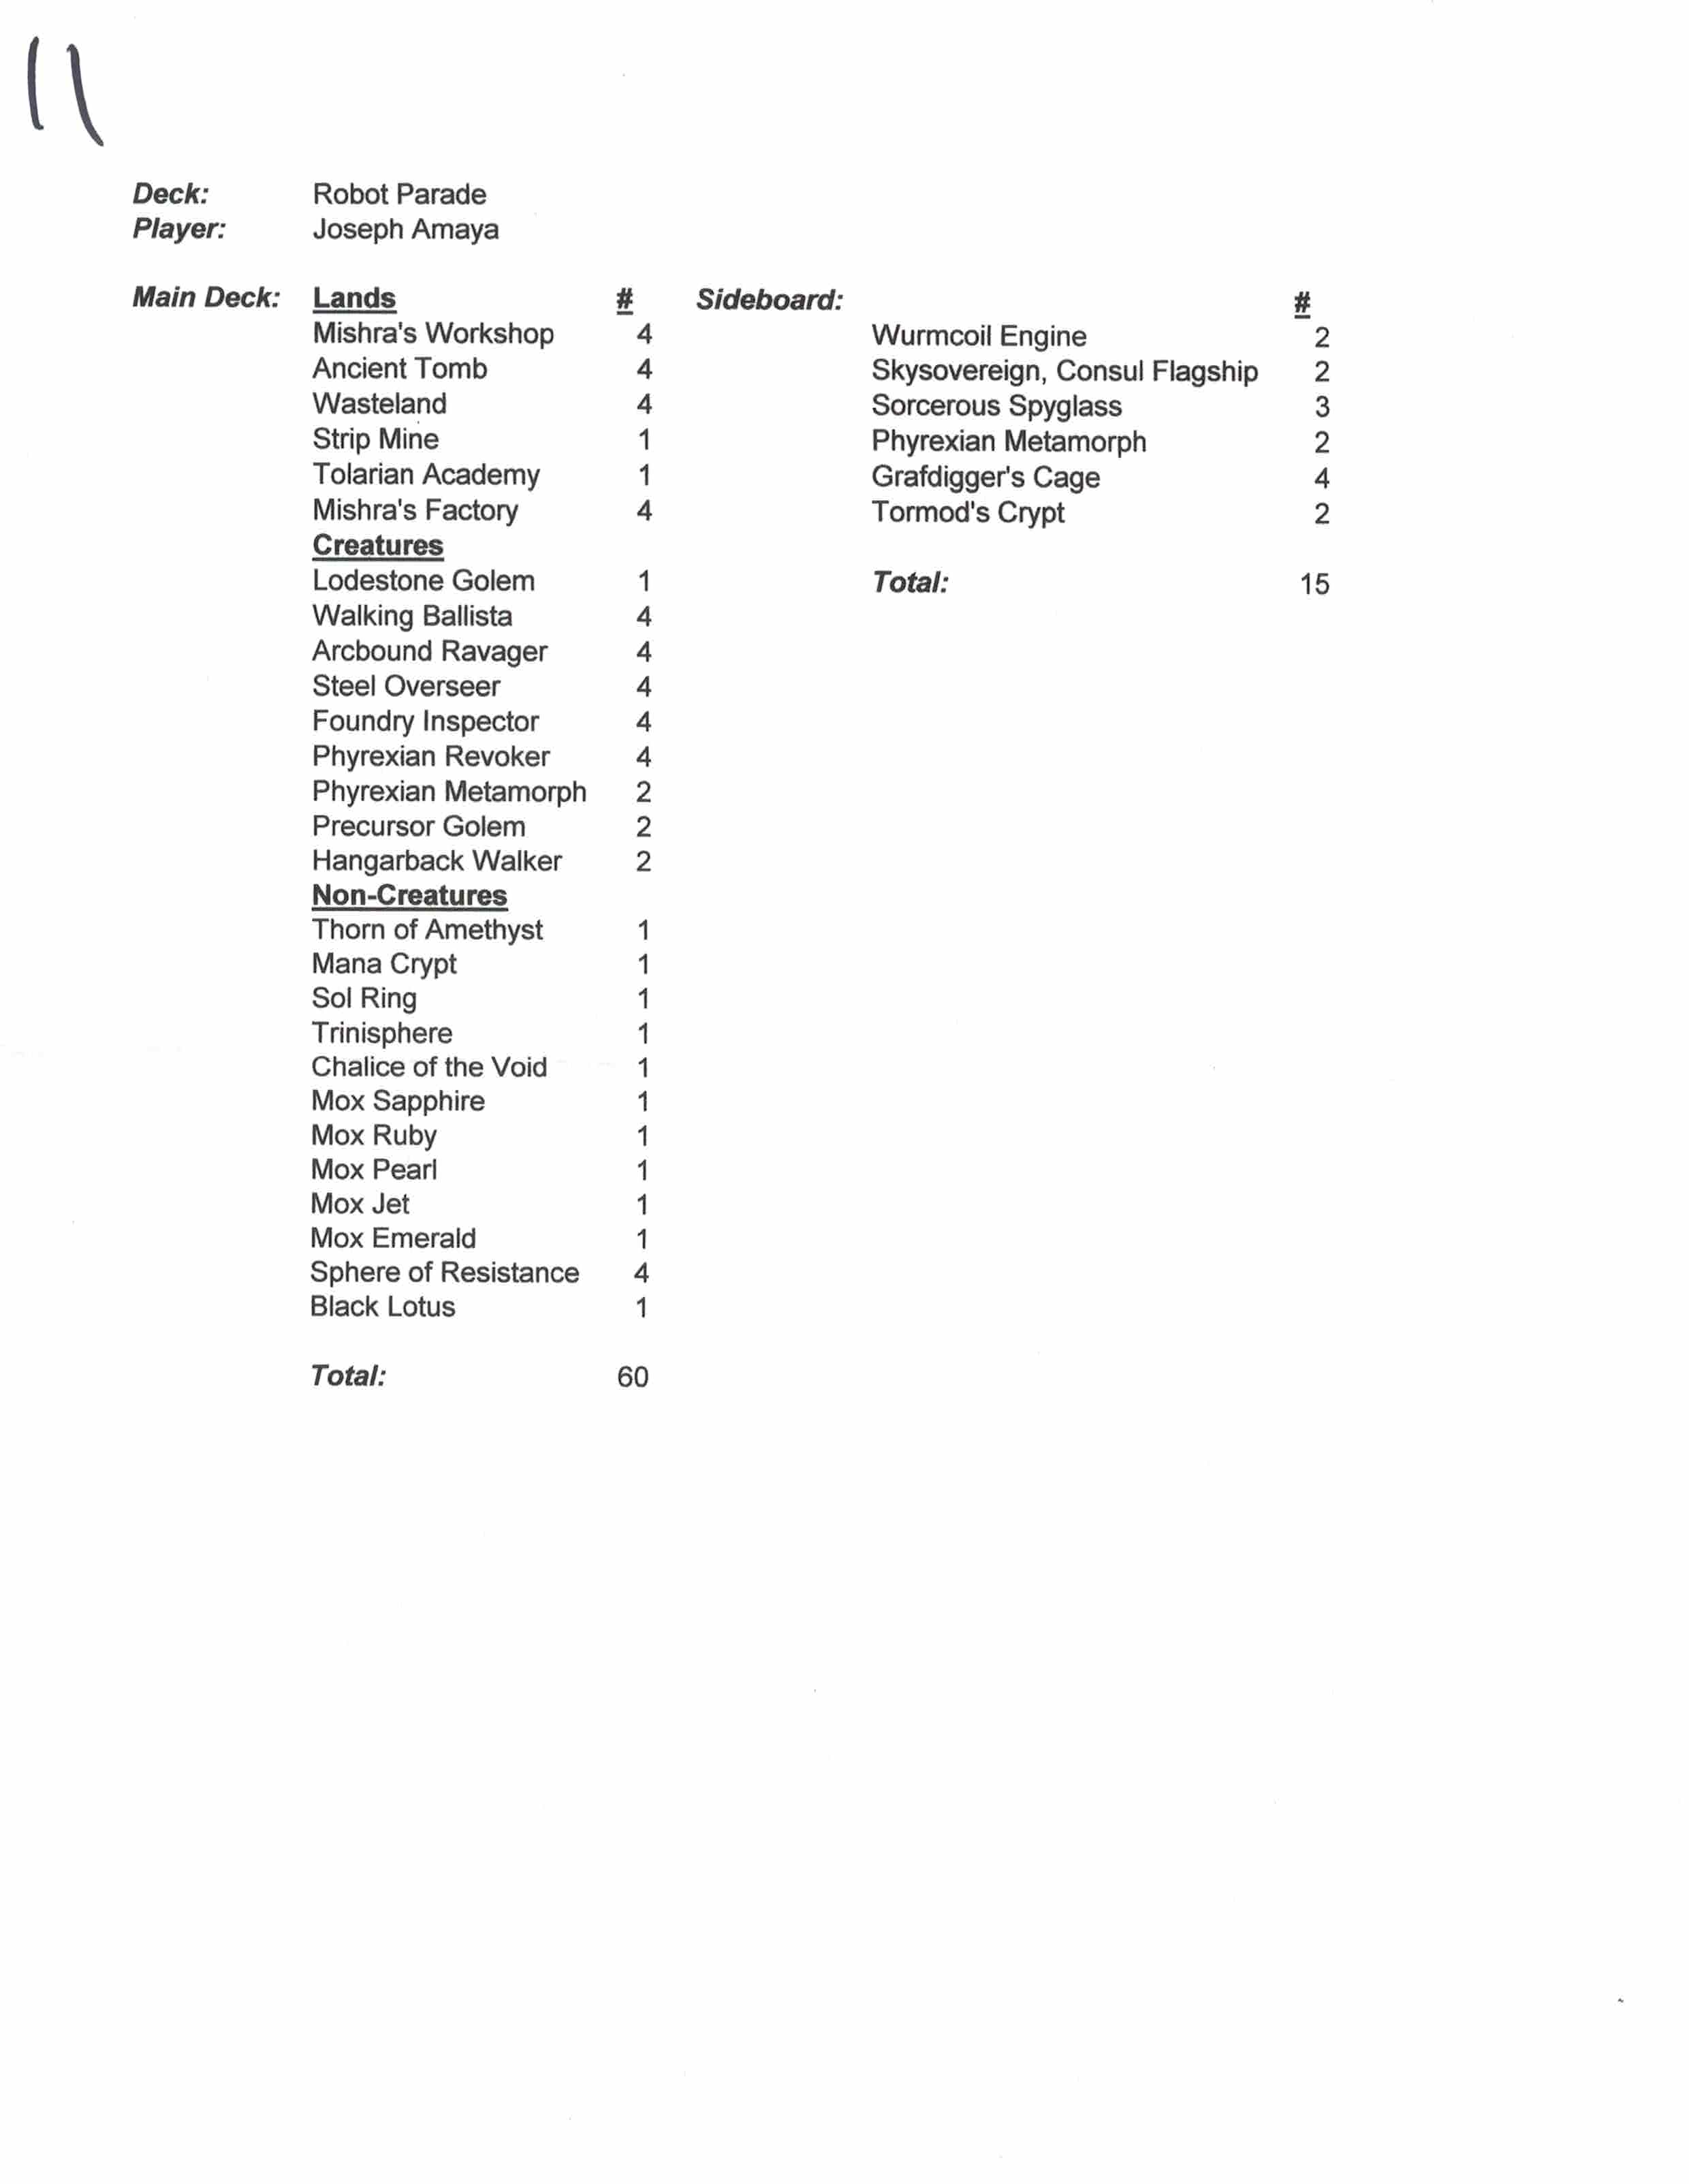 11
Deck: Robot Parade
Player: Joseph Amaya
Main Deck: Lands #
Mishra's Workshop 4
Ancient Tomb 4
Wasteland 4
Strip Mine 1
Tolarian Academy 1
Mishra's Factory 4
Creatures
Lodestone Golem 1
Walking Ballista 4
Arcbound Ravager 4
Steel Overseer 4
Foundry Inspector 4
Phyrexian Revoker 4
Phyrexian Metamorph 2
Precursor Golem 2
Hangarback Walker 2
Non-Creatures
Thorn of Amethyst 1
Mana Crypt 1
Sol Ring 1
Trinisphere 1
Chalice of the Void 1
Mox Sapphire 1
Mox Ruby 1
Mox Pearl 1
Mox Jet 1
Mox Emerald 1
Sphere of Resistance 4
Black Lotus 1
Total: 60
Sideboard: #
Wurmcoil Engine 2
Skysovereign, Consul Flagship 2
Sorcerous Spyglass 3
Phyrexian Metamorph 2
Grafdigger's Cage 4
Tormod's Crypt 2
Total: 15